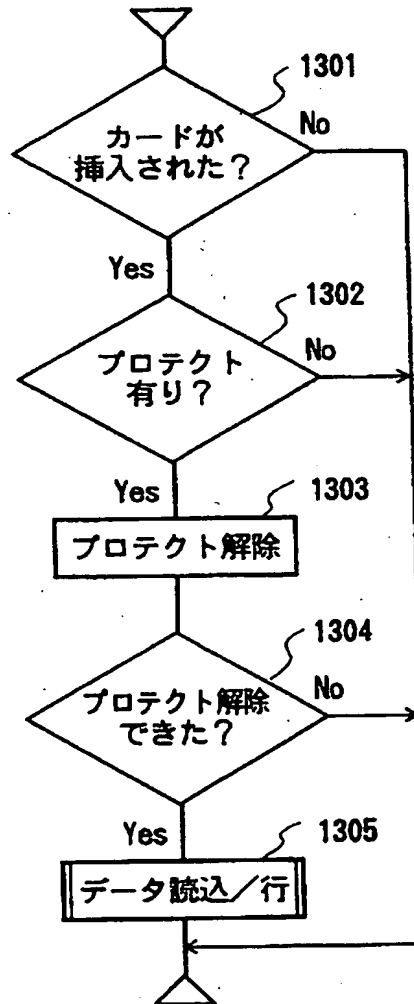 1301
カードが
挿入された？
No
Yes
1302
プロテクト
有り？
No
Yes
1303
プロテクト解除
1304
プロテクト解除
できた？
No
Yes
1305
データ読込／行